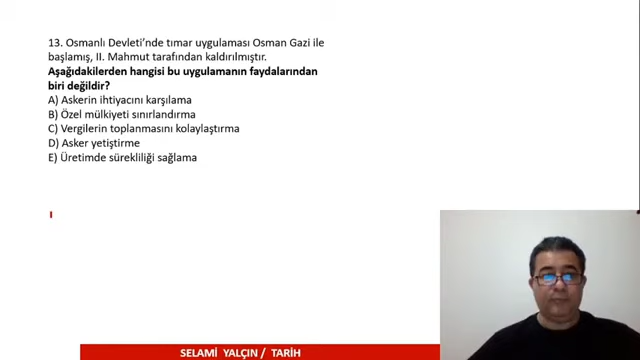 13. Osmanlı Devleti'nde tımar uygulaması Osman Gazi ile
başlamış, II. Mahmut tarafından kaldırılmıştır.
Aşağıdakilerden hangisi bu uygulamanın faydalarından
biri değildir?
A) Askerin ihtiyacını karşılama
B) Özel mülkiyeti sınırlandırma
C) Vergilerin toplanmasını kolaylaştırma
D) Asker yetiştirme
E) Üretimde sürekliliği sağlama
SELAMİ YALÇIN / TARİH